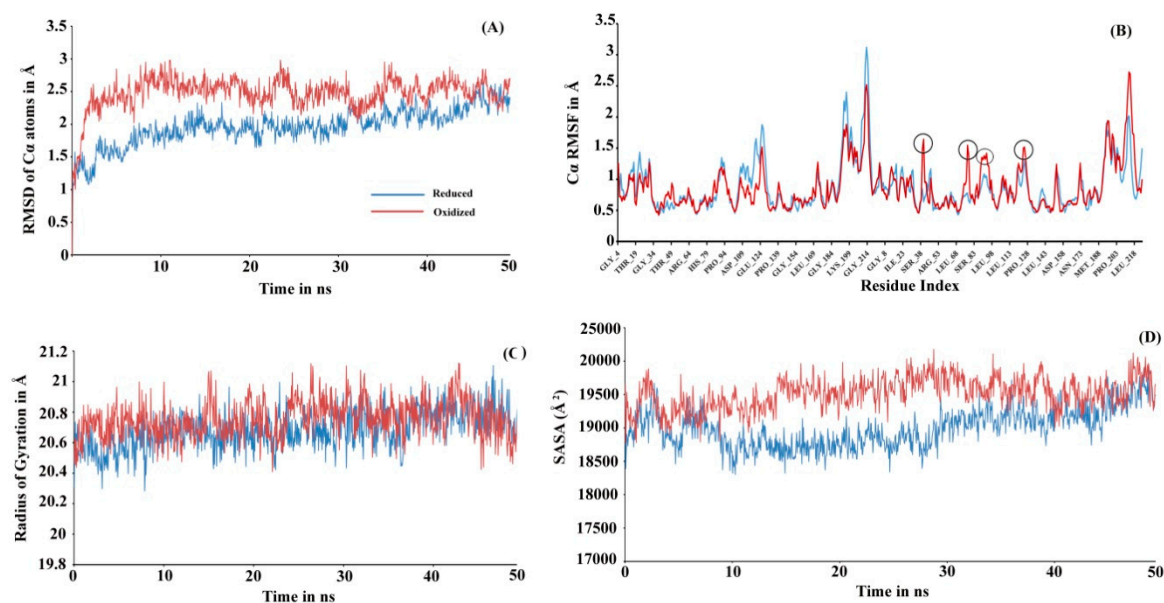 (A)
RMSD of Cα atoms in Å
3.5
3
2.5
2
1.5
1
0.5
0
Reduced
Oxidized
10
20
30
40
50
Time in ns
(B)
Cα RMSF in Å
3.5
3
2.5
2
1.5
1
0.5
0
GLY_4
THR_19
GLY_34
THR_49
ARG_64
HIS_79
PRO_94
ASP_109
GLU_124
PRO_139
GLY_154
LEU_169
GLY_184
LYS_199
GLY_214
GLY_8
ILE_23
SER_38
ARG_53
LEU_68
SER_83
LEU_98
LEU_113
PRO_128
LEU_143
ASP_158
ASN_173
MET_188
PRO_203
LEU_218
Residue Index
(C)
Radius of Gyration in Å
21.2
21
20.8
20.6
20.4
20.2
20
19.8
0
10
20
30
40
50
Time in ns
(D)
SASA (Å²)
25000
20000
19500
19000
18500
18000
17500
17000
0
10
20
30
40
50
Time in ns